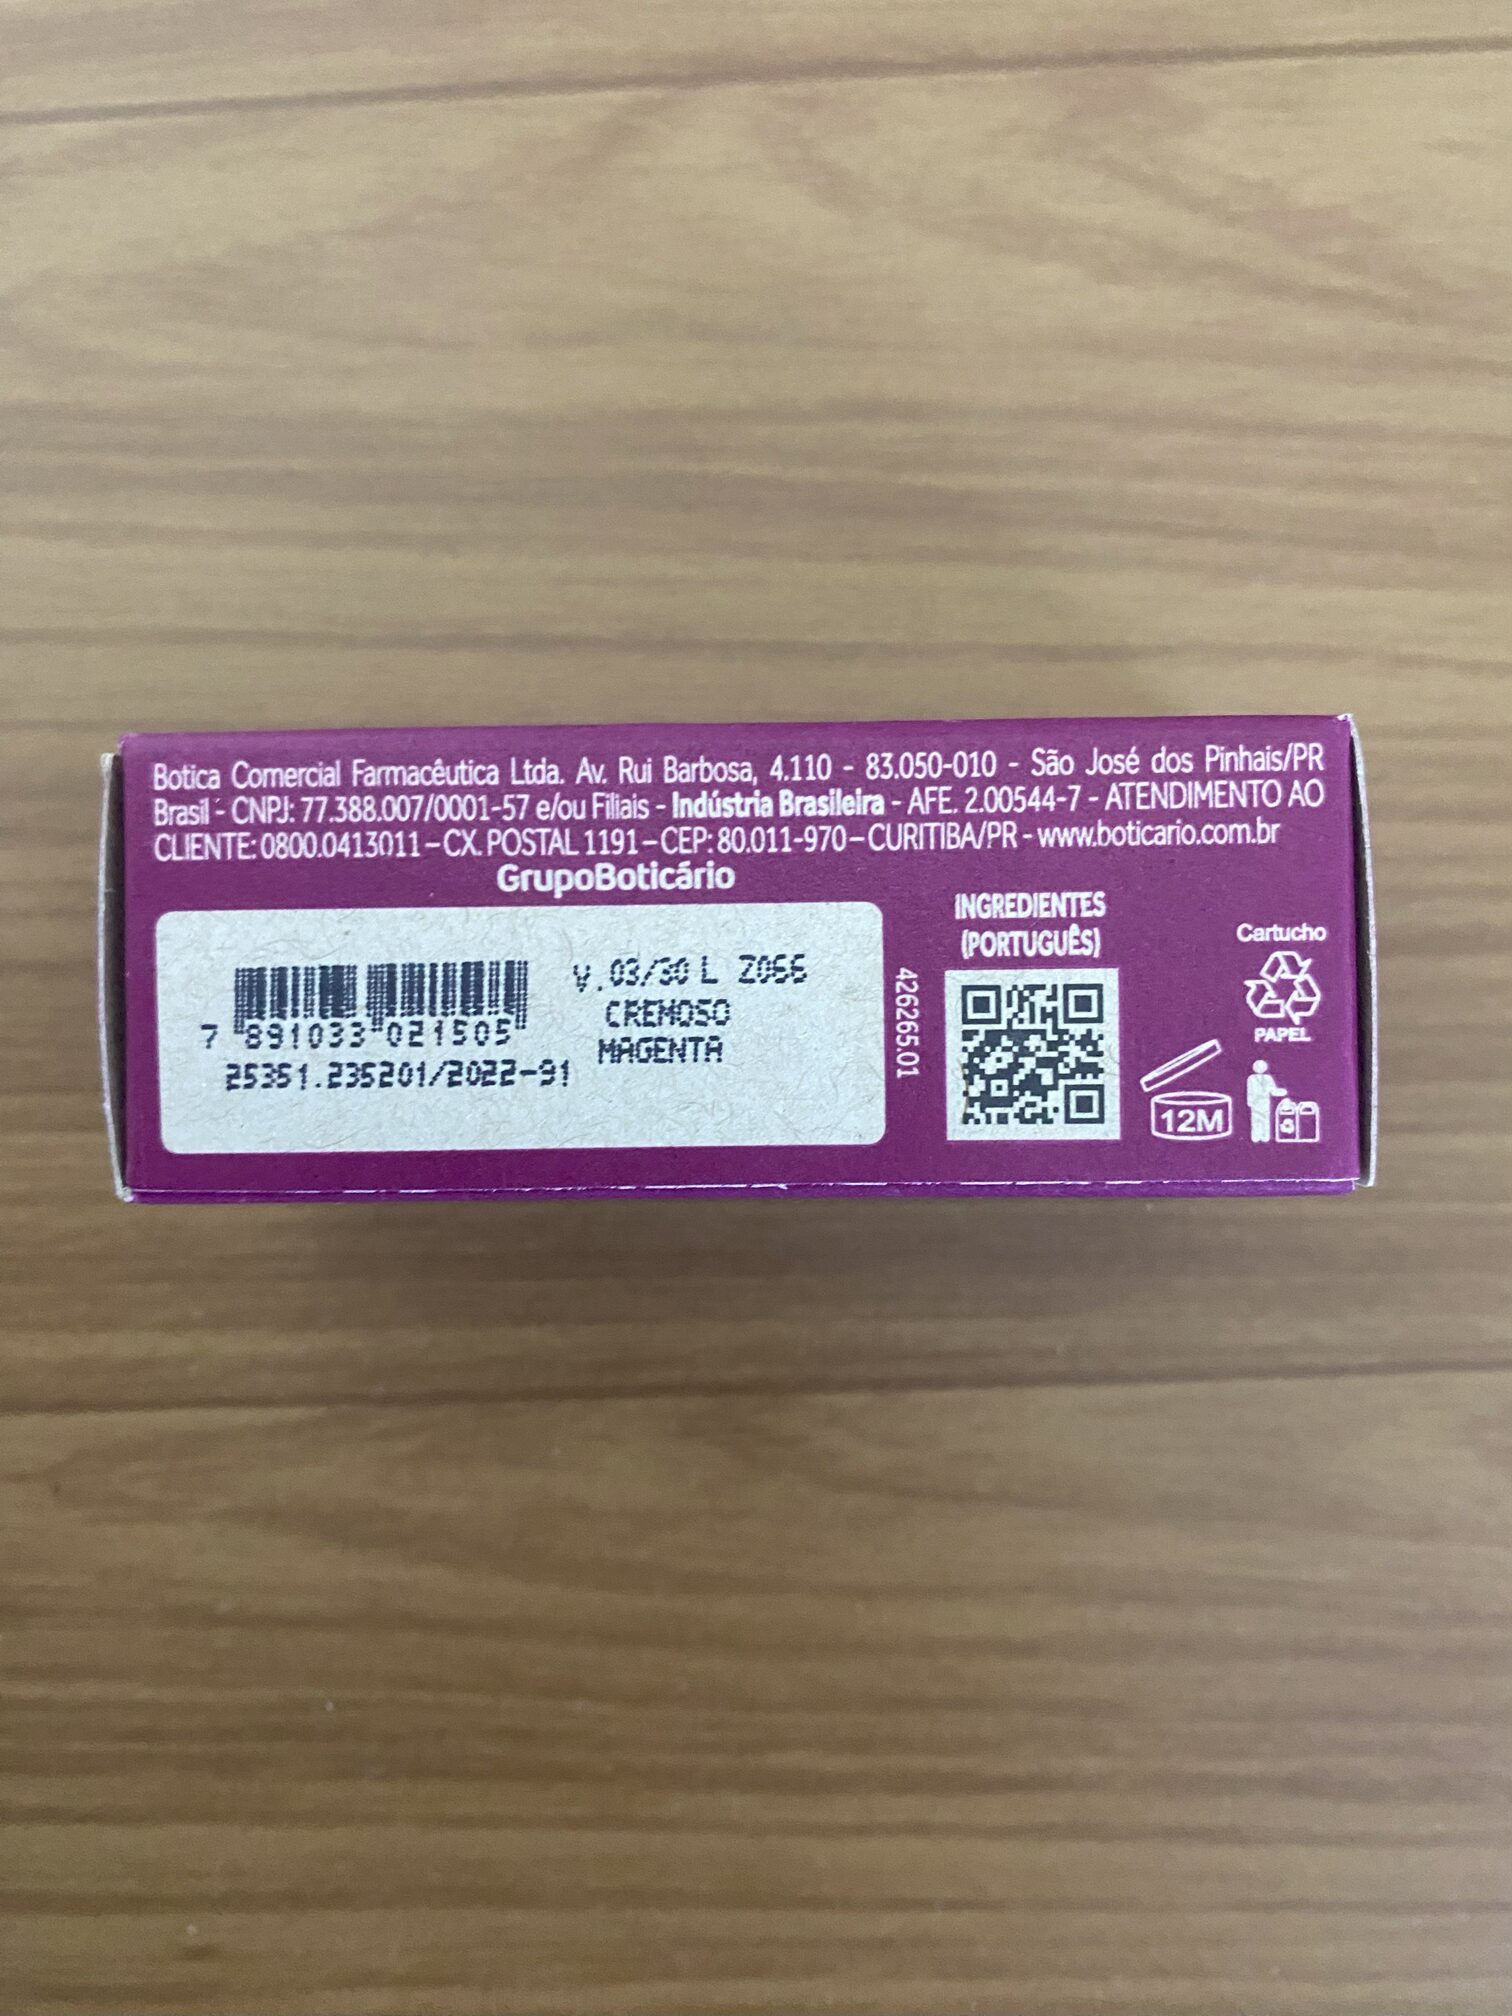 Botica Comercial Farmacêutica Ltda. Av. Rui Barbosa, 4.110 - 83.050-010 - São José dos Pinhais/PR
Brasil - CNPJ: 77.388.007/0001-57 e/ou Filiais - Indústria Brasileira - AFE. 2.00544-7 - ATENDIMENTO AO
CLIENTE: 0800.0413011 – CX. POSTAL 1191 – CEP: 80.011-970 – CURITIBA/PR - www.boticario.com.br
GrupoBoticário
V. 03/30 L Z066
CREMOSO
MAGENTA
7 891033 021505
25351.235201/2022-91
426265.01
INGREDIENTES
(PORTUGUÊS)
Cartucho
PAPEL
12M